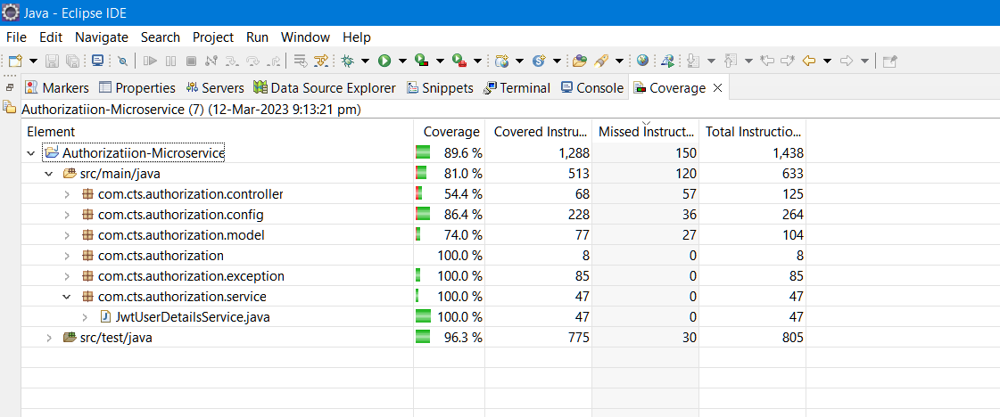 Java - Eclipse IDE
File Edit Navigate Search Project Run Window Help
Markers Properties Servers Data Source Explorer Snippets Terminal Console Coverage
Authorizatiion-Microservice (7) (12-Mar-2023 9:13:21 pm)
Element Coverage Covered Instru... Missed Instruct... Total Instructio...
Authorizatiion-Microservice 89.6 % 1,288 150 1,438
src/main/java 81.0 % 513 120 633
com.cts.authorization.controller 54.4 % 68 57 125
com.cts.authorization.config 86.4 % 228 36 264
com.cts.authorization.model 74.0 % 77 27 104
com.cts.authorization 100.0 % 8 0 8
com.cts.authorization.exception 100.0 % 85 0 85
com.cts.authorization.service 100.0 % 47 0 47
JwtUserDetailsService.java 100.0 % 47 0 47
src/test/java 96.3 % 775 30 805